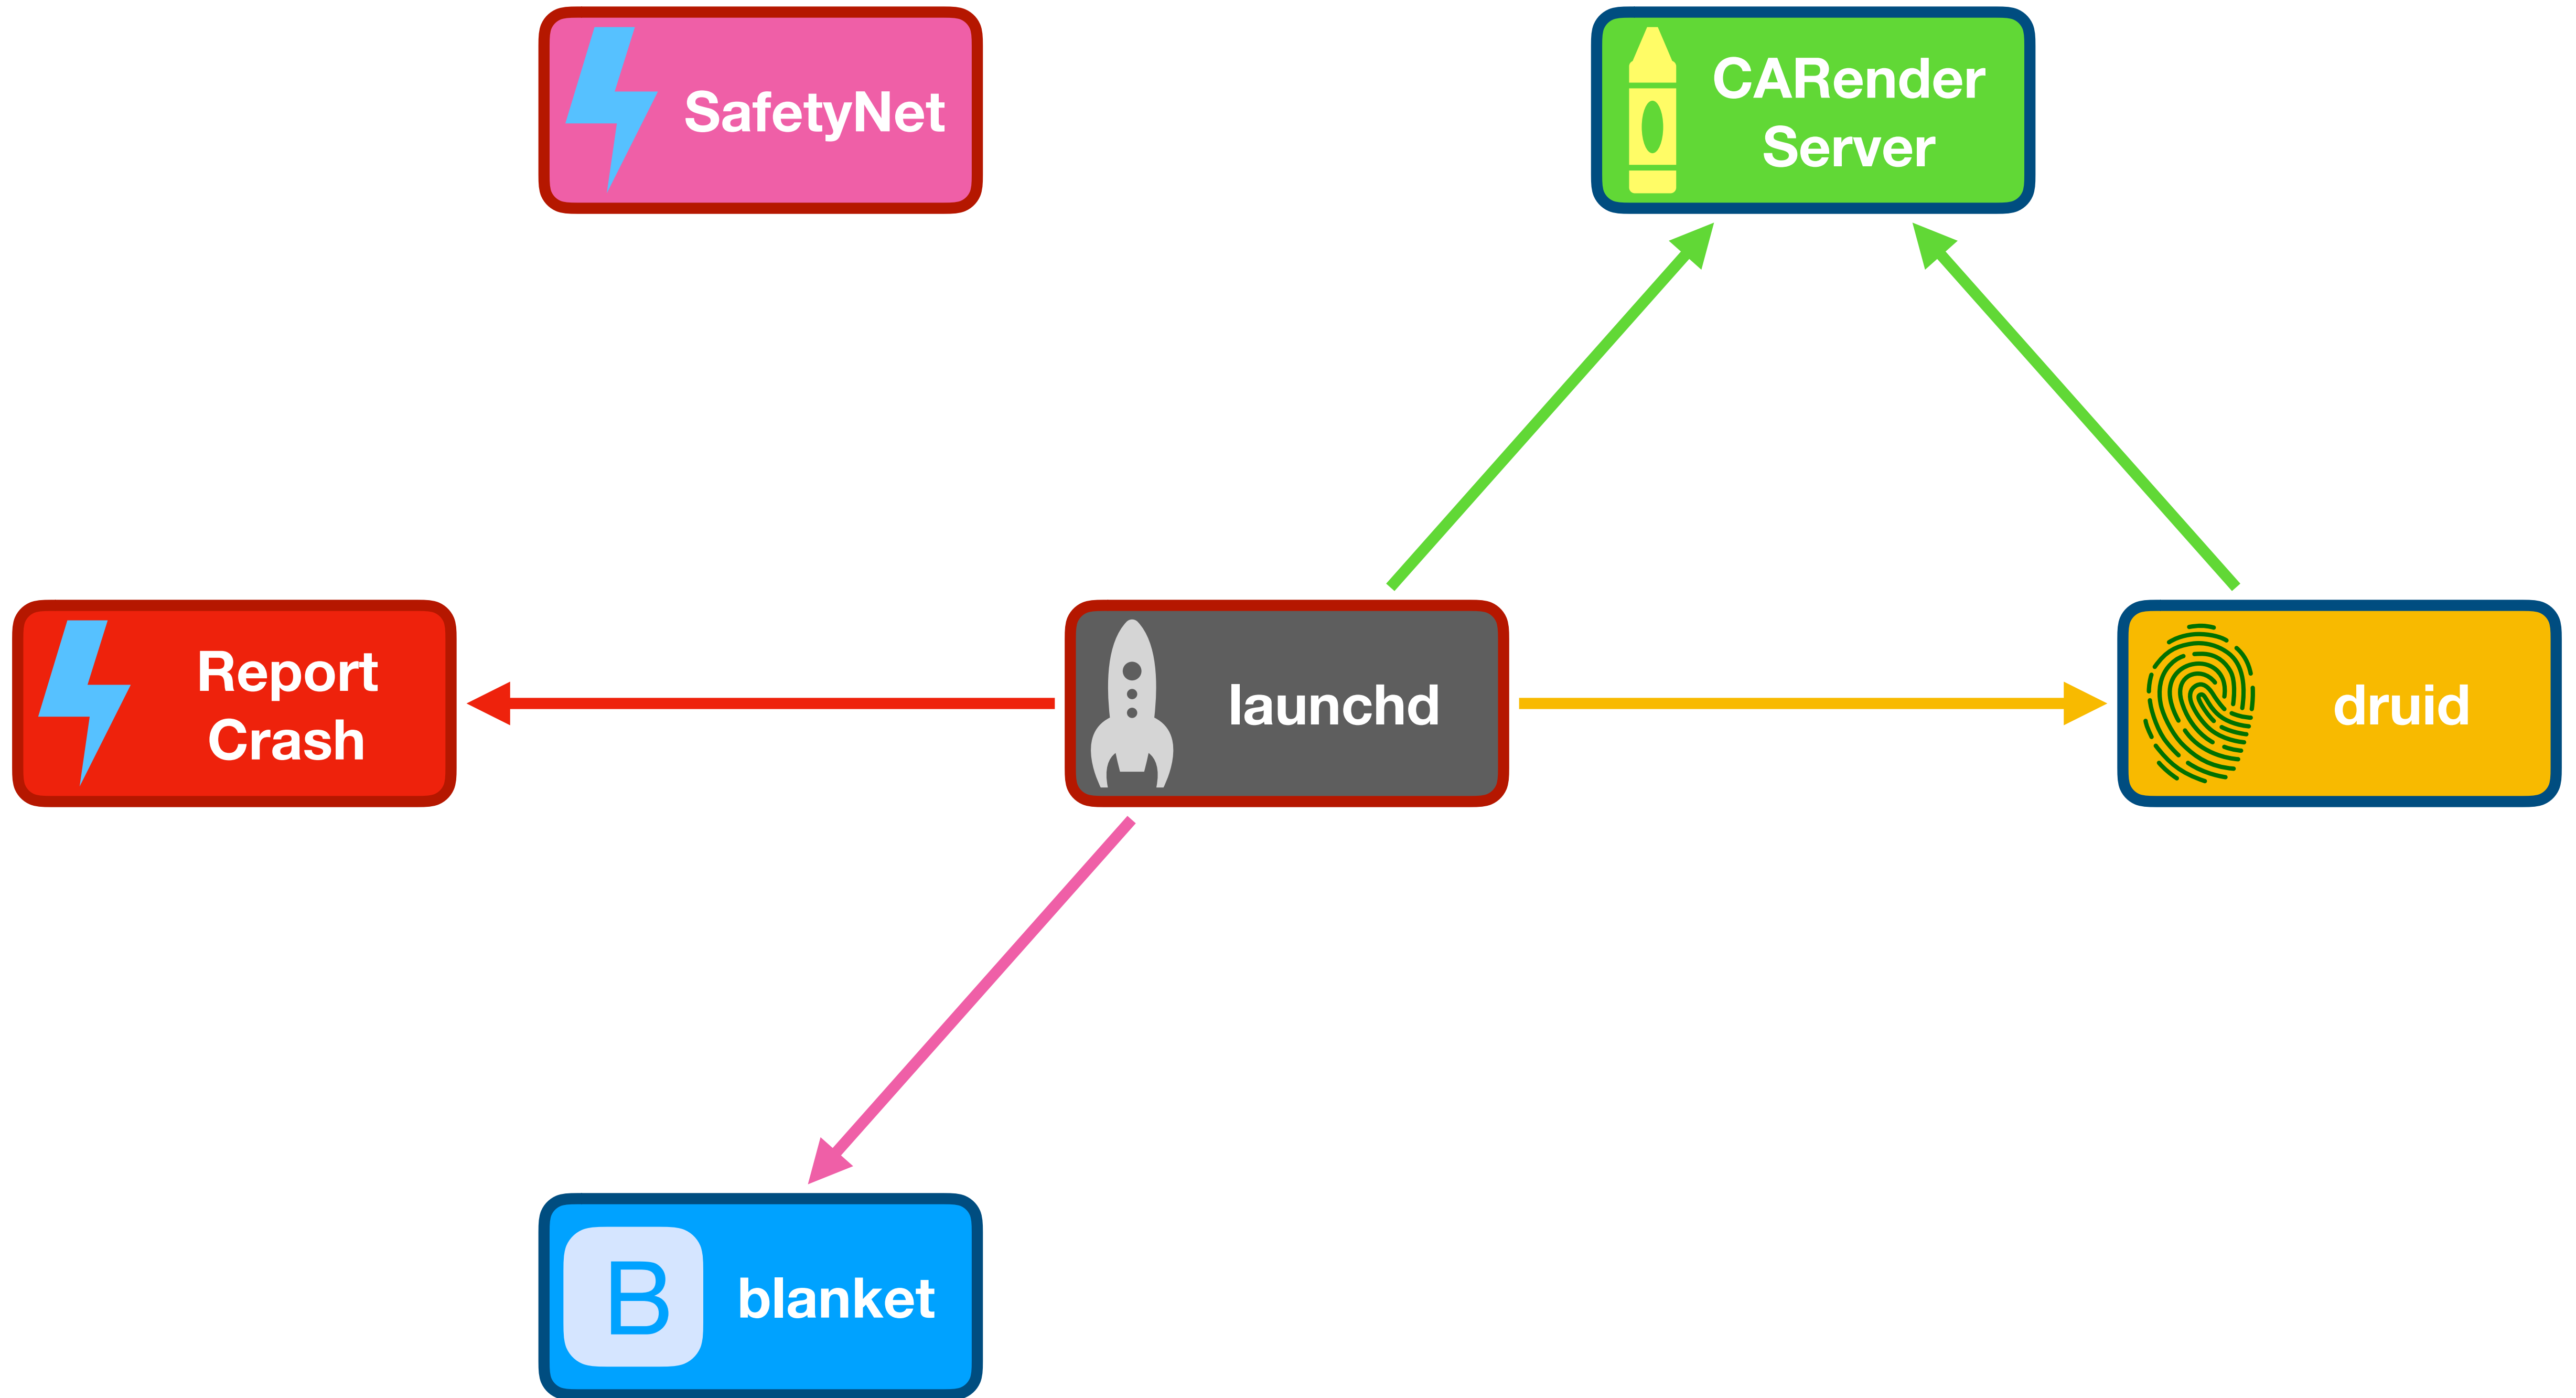 SafetyNet
CARender
Server
Report
Crash
launchd
druid
B
blanket